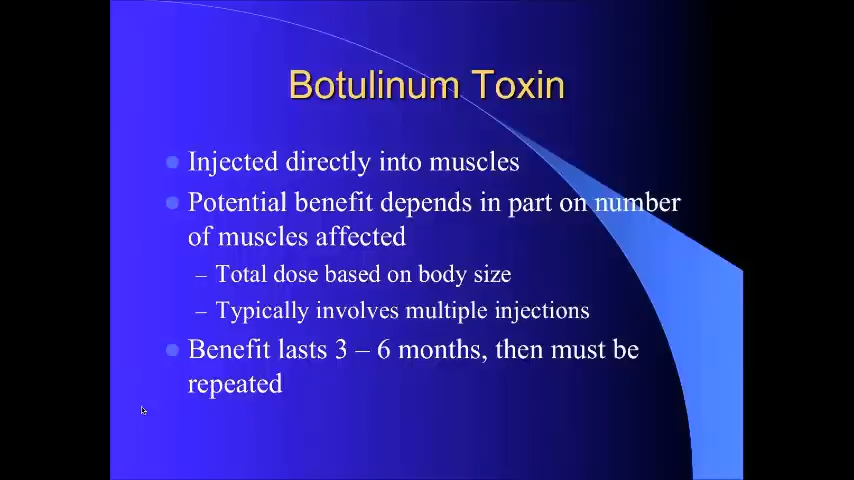 Botulinum Toxin
Injected directly into muscles
Potential benefit depends in part on number
of muscles affected
– Total dose based on body size
– Typically involves multiple injections
Benefit lasts 3 – 6 months, then must be
repeated